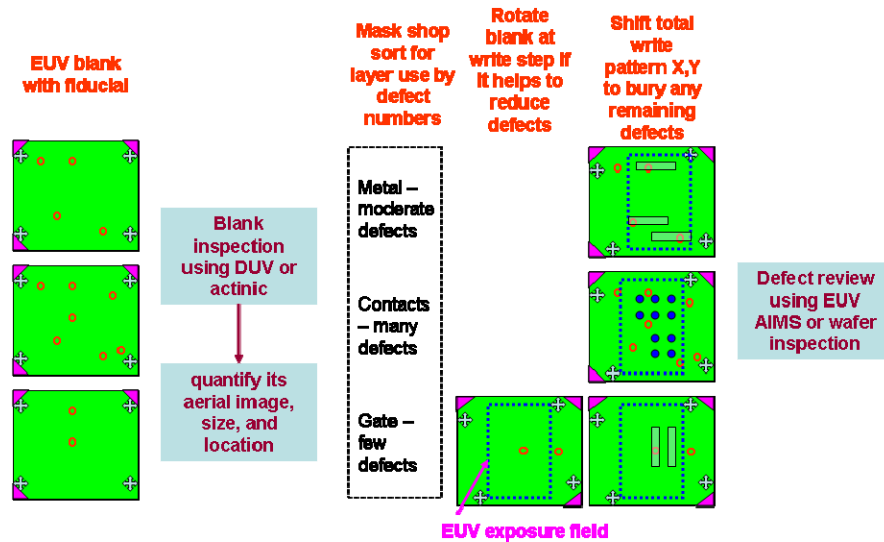 EUV blank
with fiducial
Mask shop
sort for
layer use by
defect
numbers
Rotate
blank at
write step if
it helps to
reduce
defects
Shift total
write
pattern X,Y
to bury any
remaining
defects
Blank
inspection
using DUV or
actinic
quantify its
aerial image,
size, and
location
Metal –
moderate
defects
Contacts
– many
defects
Gate –
few
defects
Defect review
using EUV
AIMS or wafer
inspection
EUV exposure field